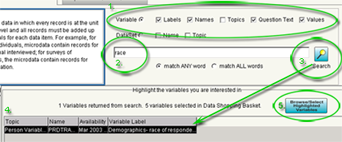 data in which every record is at the unit
level and all records must be added up
als for each data item. For example, for
dividuals, microdata contain records for
al interviewed; for surveys of
, the microdata contain records for
ation.
1
Variable Labels Names Topics Question Text Values
DataSet Name Topic
2
race
3
Search
match ANY word match ALL words
Highlight the variables you are interested in
1 Variables returned from search. 5 variables selected in Data Shopping Basket.
5
Browse/Select
Highlighted
Variables
4
Topic Name Availability Variable Label
Person Variabl... PRDTRA... Mar 2003 ... Demographics- race of responde...